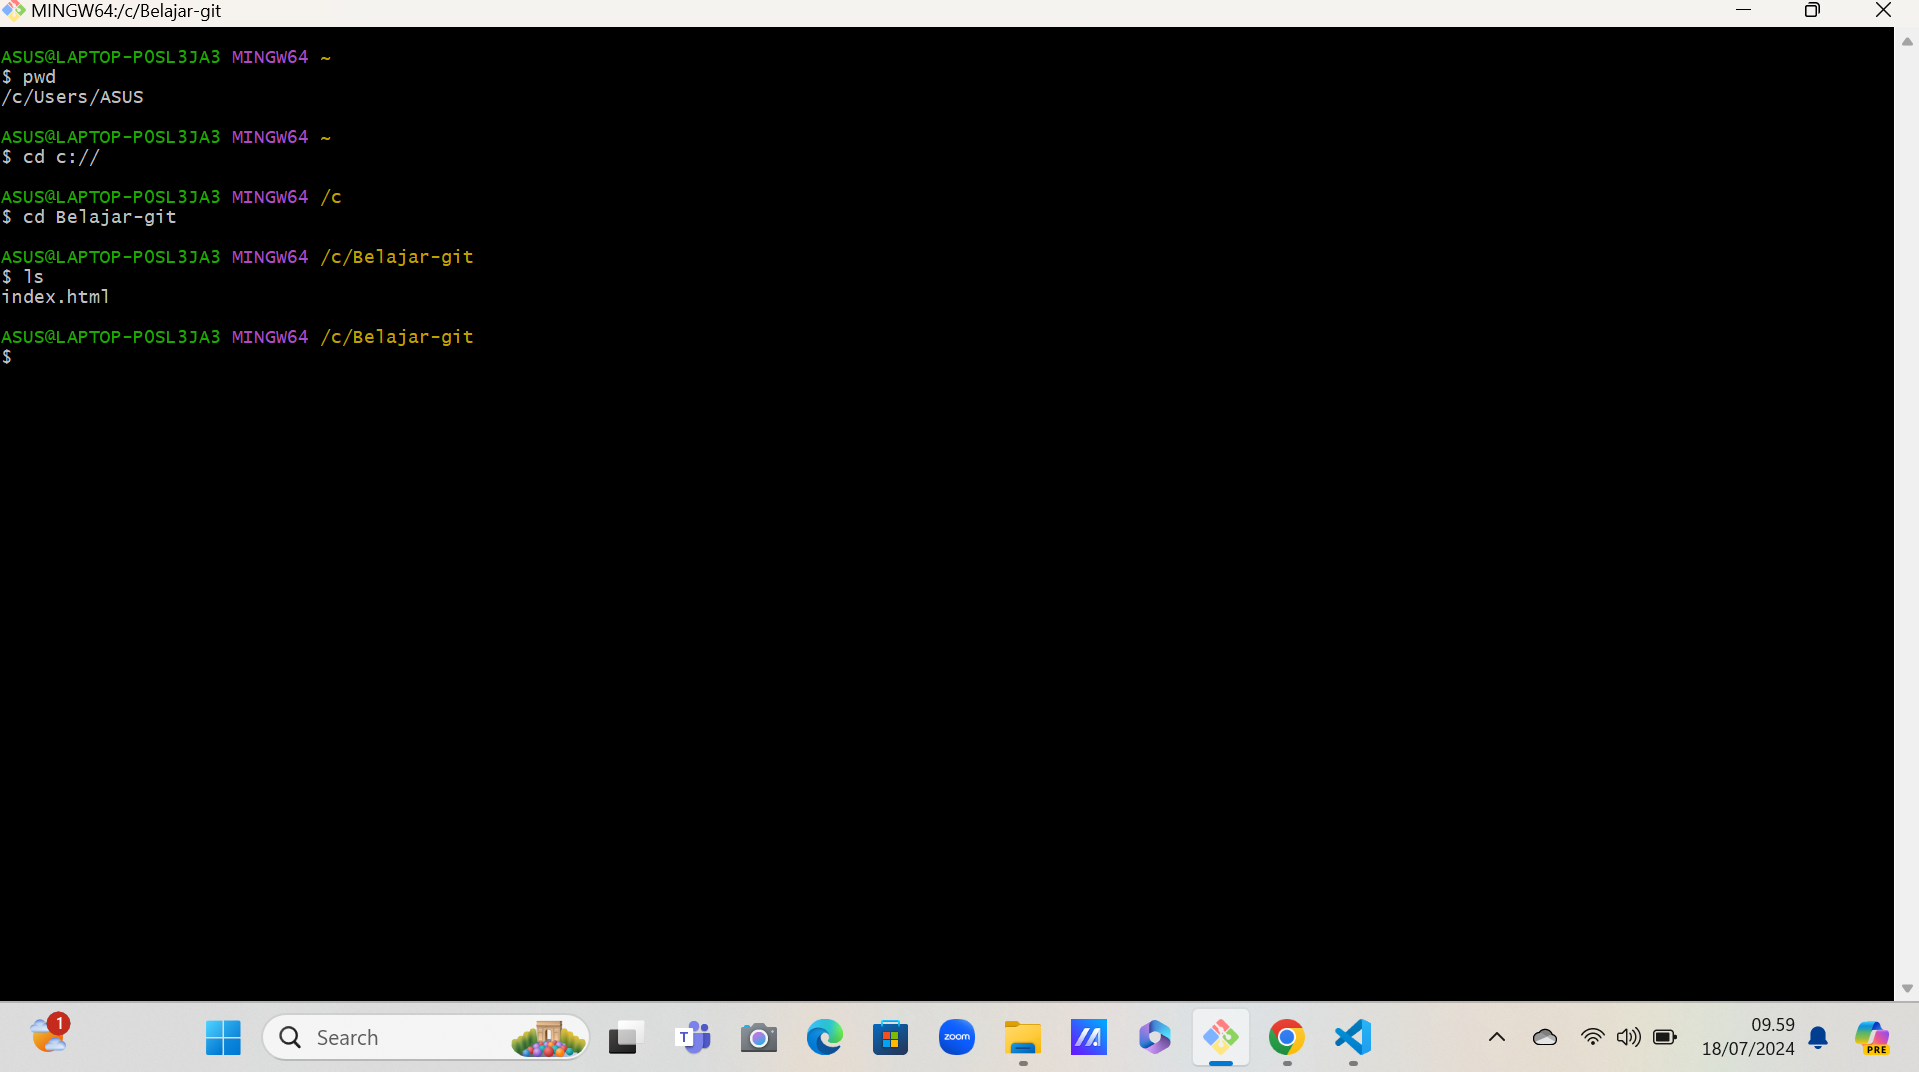 MINGW64:/c/Belajar-git
ASUS@LAPTOP-POSL3JA3 MINGW64 ~
$ pwd
/c/Users/ASUS
ASUS@LAPTOP-POSL3JA3 MINGW64 ~
$ cd c://
ASUS@LAPTOP-POSL3JA3 MINGW64 /c
$ cd Belajar-git
ASUS@LAPTOP-POSL3JA3 MINGW64 /c/Belajar-git
$ ls
index.html
ASUS@LAPTOP-POSL3JA3 MINGW64 /c/Belajar-git
$
1
Search
T
zoom
09.59
18/07/2024
PRE